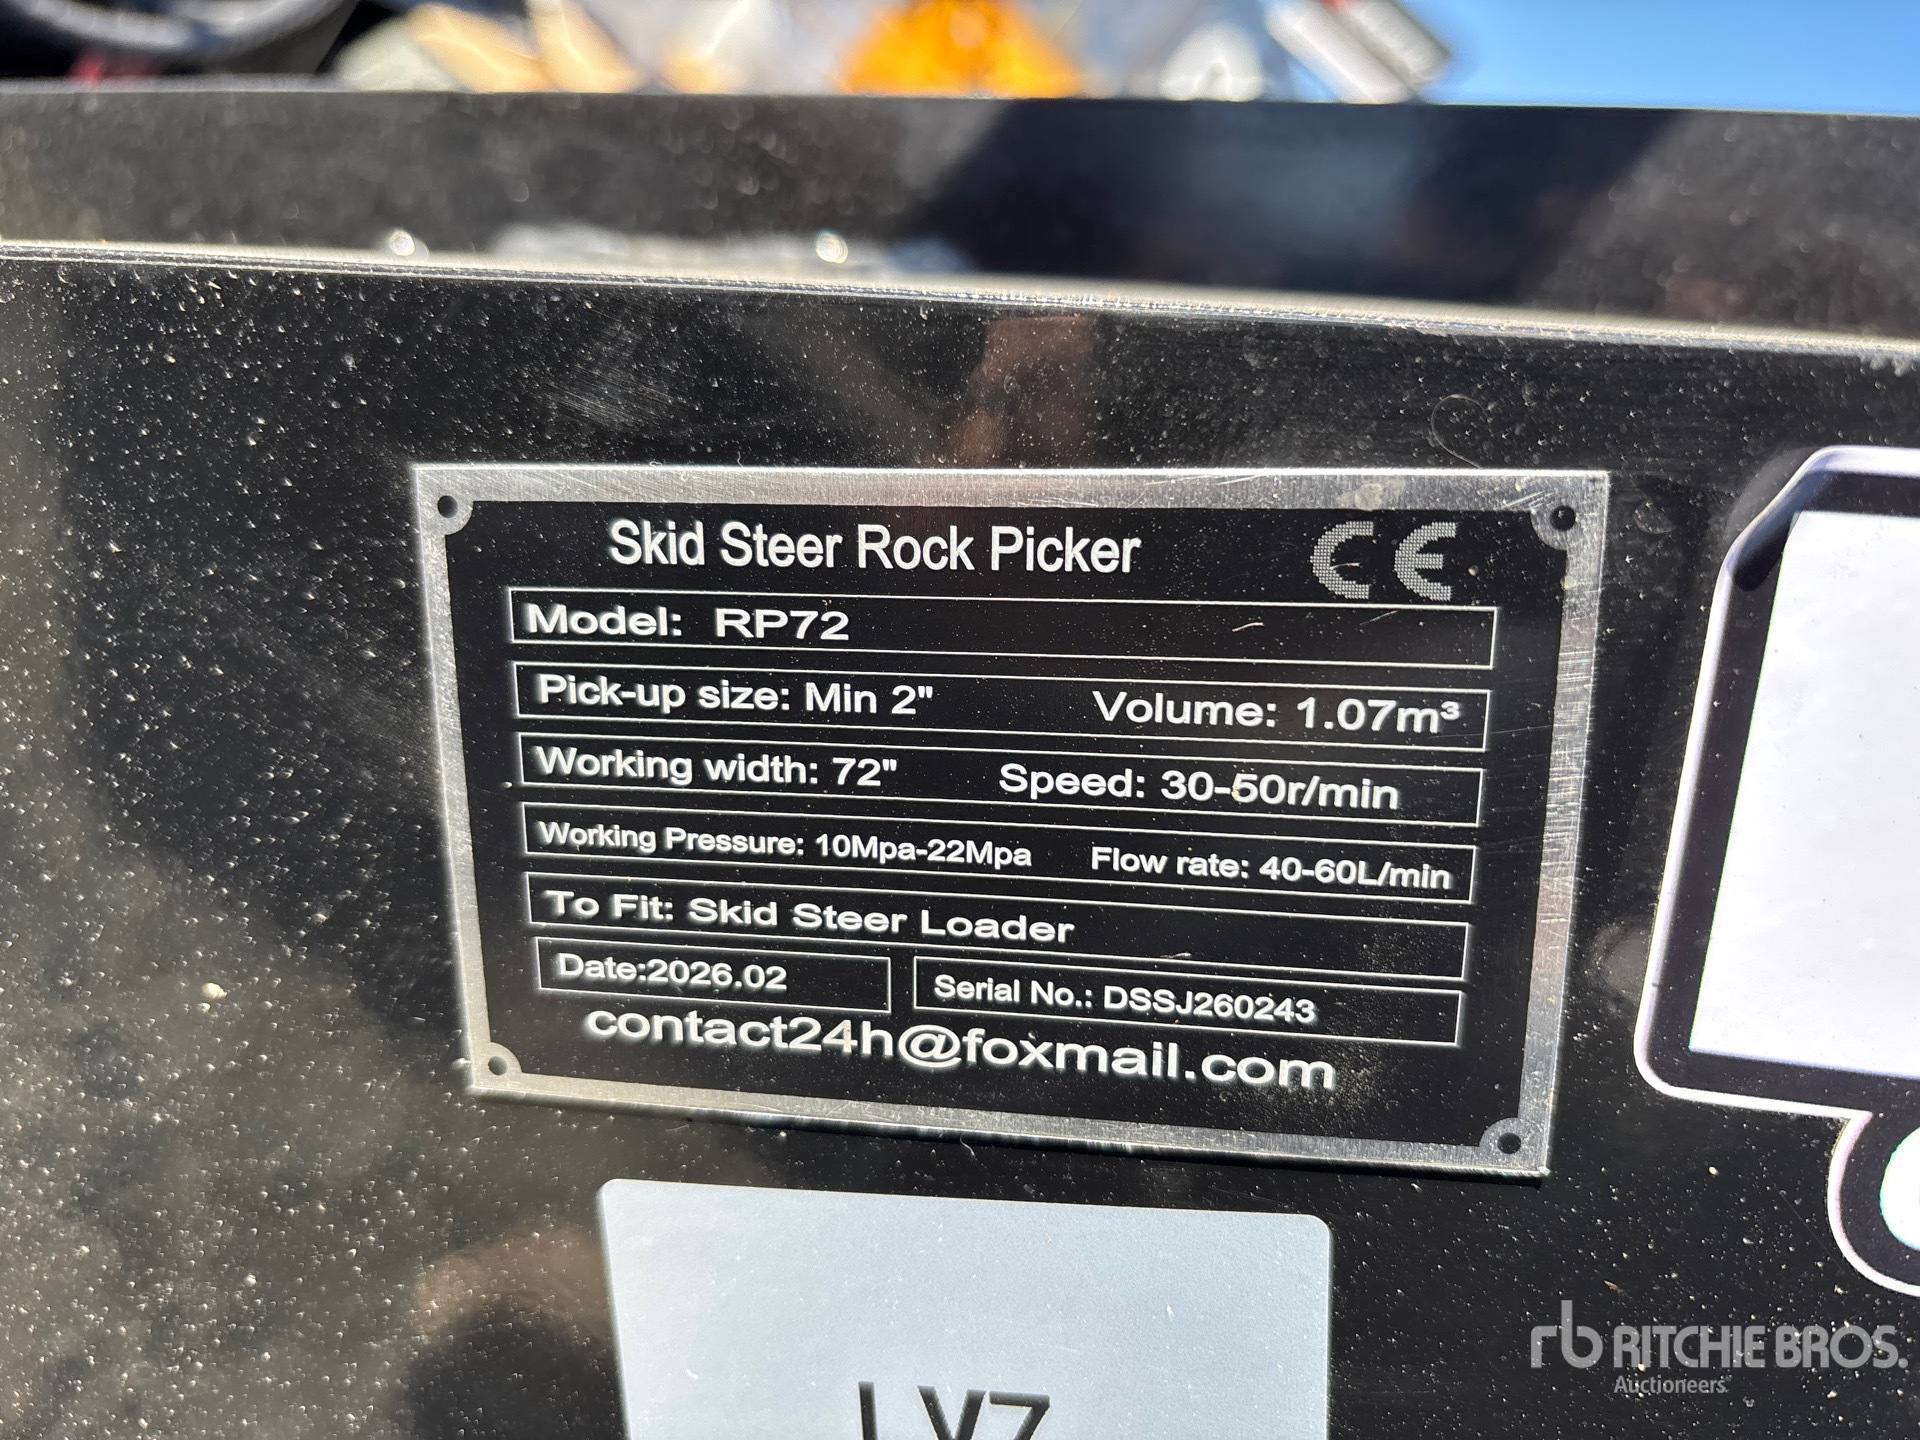 Skid Steer Rock Picker CE
Model: RP72
Pick-up size: Min 2" Volume: 1.07m³
Working width: 72" Speed: 30-50r/min
Working Pressure: 10Mpa-22Mpa Flow rate: 40-60L/min
To Fit: Skid Steer Loader
Date:2026.02 Serial No.: DSSJ260243
contact24h@foxmail.com
rb RITCHIE BROS.
Auctioneers